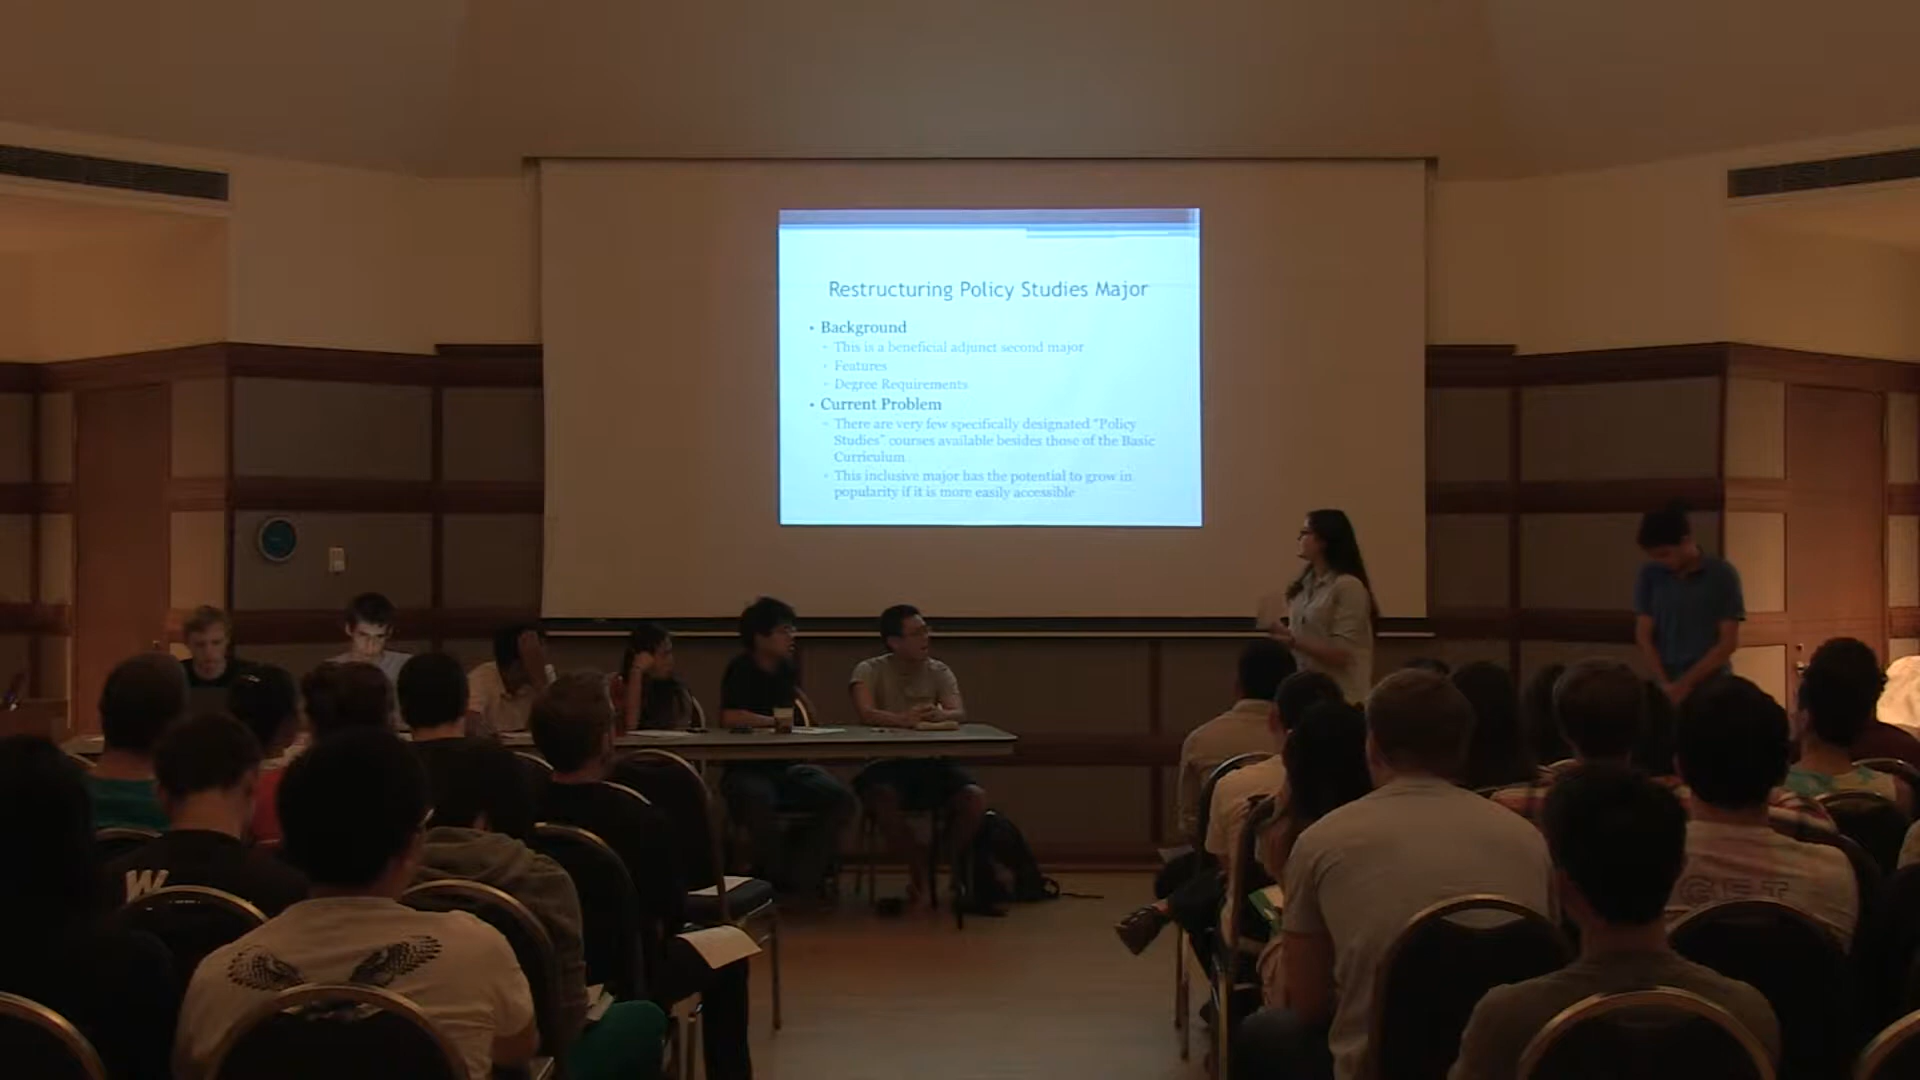 Restructuring Policy Studies Major
• Background
◦ This is a beneficial adjunct second major
◦ Features
◦ Degree Requirements
• Current Problem
◦ There are very few specifically designated "Policy
Studies" courses available besides those of the Basic
Curriculum
◦ This inclusive major has the potential to grow in
popularity if it is more easily accessible
W
GET